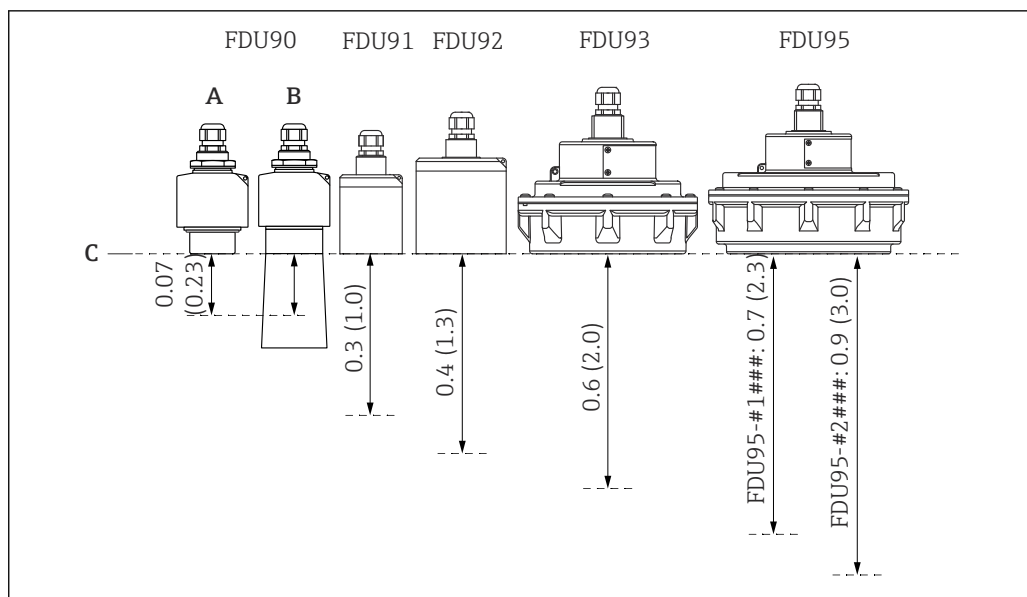 FDU90
FDU91
FDU92
FDU93
FDU95
A
B
C
0.07
(0.23)
0.3 (1.0)
0.4 (1.3)
0.6 (2.0)
FDU95-#1###: 0.7 (2.3)
FDU95-#2###: 0.9 (3.0)